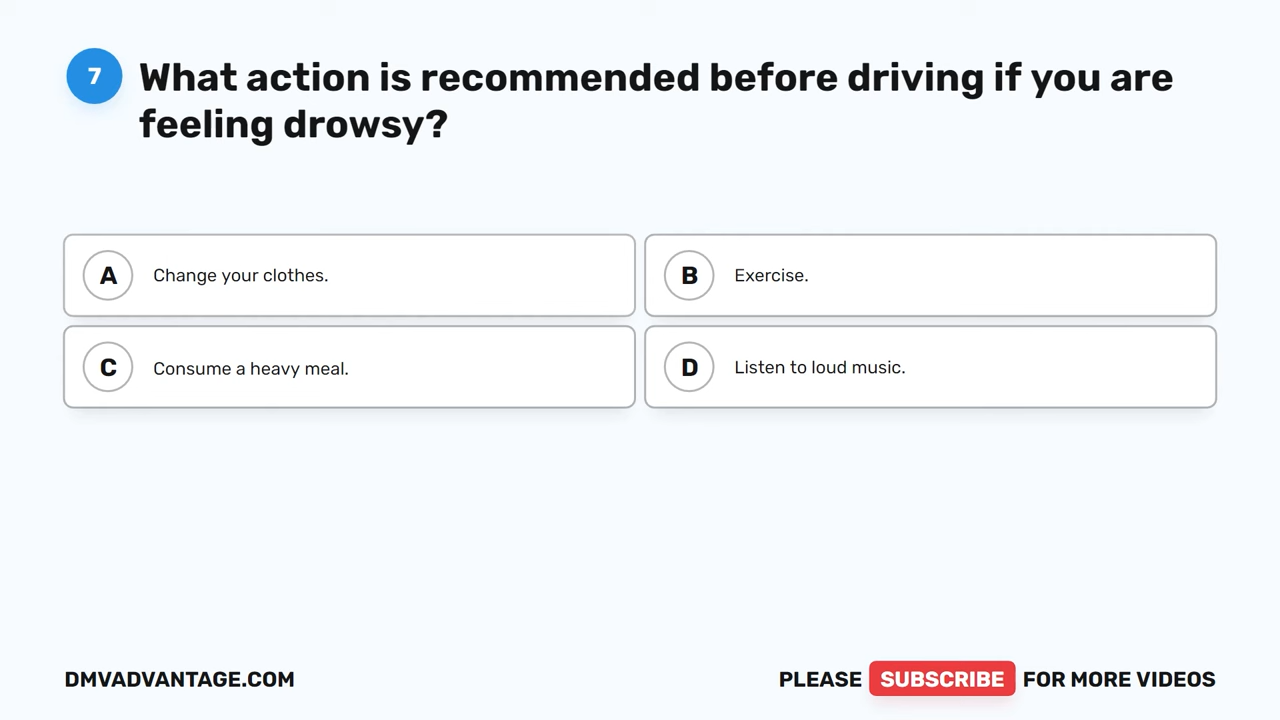 7
What action is recommended before driving if you are
feeling drowsy?
A Change your clothes.
B Exercise.
C Consume a heavy meal.
D Listen to loud music.
DMVADVANTAGE.COM
PLEASE SUBSCRIBE FOR MORE VIDEOS